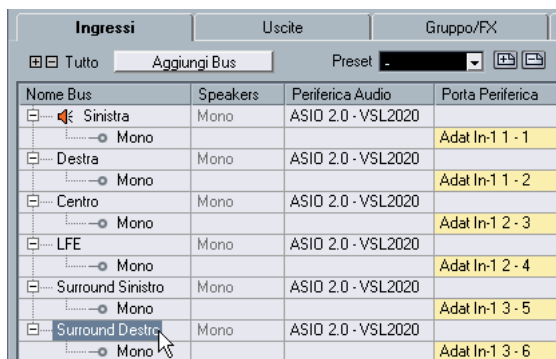 Ingressi Uscite Gruppo/FX
Tutto Aggiungi Bus Preset -
Nome Bus Speakers Periferica Audio Porta Periferica
Sinistra Mono ASIO 2.0 - VSL2020
Mono Adat In-1 1 - 1
Destra Mono ASIO 2.0 - VSL2020
Mono Adat In-1 1 - 2
Centro Mono ASIO 2.0 - VSL2020
Mono Adat In-1 2 - 3
LFE Mono ASIO 2.0 - VSL2020
Mono Adat In-1 2 - 4
Surround Sinistro Mono ASIO 2.0 - VSL2020
Mono Adat In-1 3 - 5
Surround Destro Mono ASIO 2.0 - VSL2020
Mono Adat In-1 3 - 6